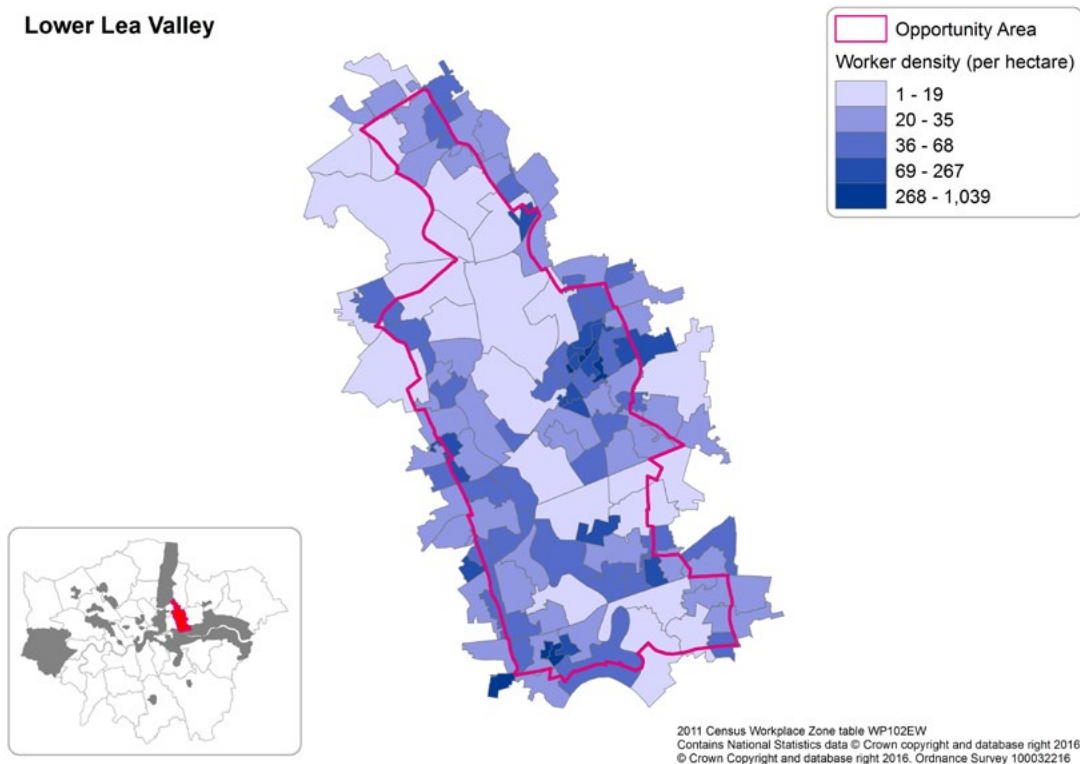 Lower Lea Valley
Opportunity Area
Worker density (per hectare)
1 - 19
20 - 35
36 - 68
69 - 267
268 - 1,039
2011 Census Workplace Zone table WP102EW
Contains National Statistics data © Crown copyright and database right 2016
© Crown Copyright and database right 2016. Ordnance Survey 100032216